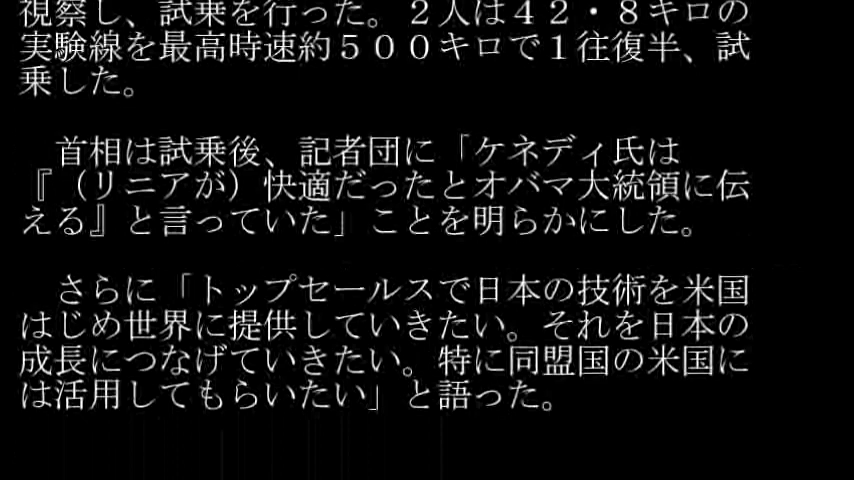 視察し、試乗を行った。２人は４２・８キロの
実験線を最高時速約５００キロで１往復半、試
乗した。
首相は試乗後、記者団に「ケネディ氏は
『（リニアが）快適だったとオバマ大統領に伝
える』と言っていた」ことを明らかにした。
さらに「トップセールスで日本の技術を米国
はじめ世界に提供していきたい。それを日本の
成長につなげていきたい。特に同盟国の米国に
は活用してもらいたい」と語った。